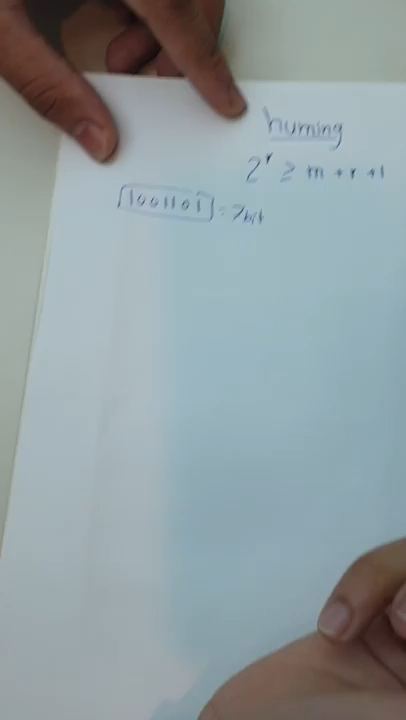 huming
2^r ≥ m + r + 1
1001101 = 7bit